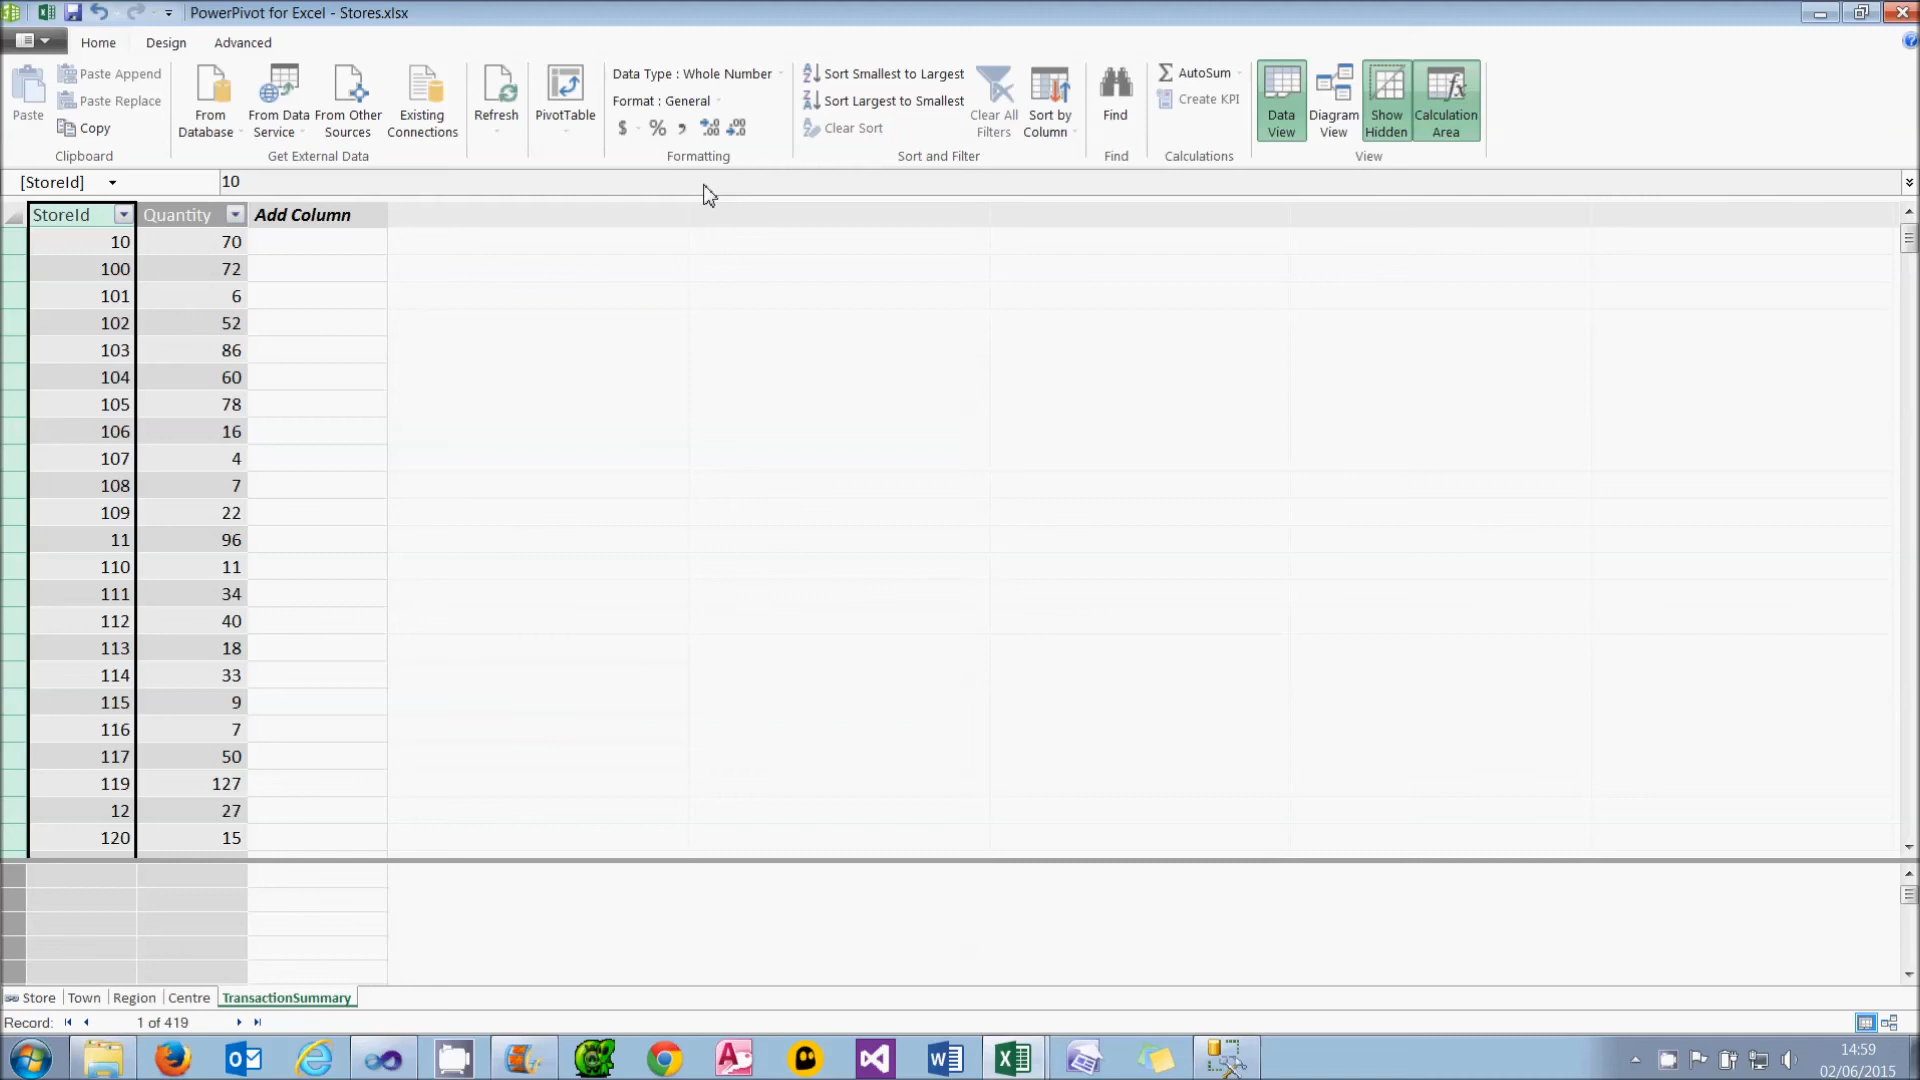 PowerPivot for Excel - Stores.xlsx
Home Design Advanced
Paste
Paste Append
Paste Replace
Copy
Clipboard
From Database
From Data Service
From Other Sources
Existing Connections
Get External Data
Refresh
PivotTable
Data Type : Whole Number
Format : General
$ % ,
Formatting
Sort Smallest to Largest
Sort Largest to Smallest
Clear Sort
Clear All Filters
Sort by Column
Sort and Filter
Find
Find
AutoSum
Create KPI
Calculations
Data View
Diagram View
Show Hidden
Calculation Area
View
[StoreId] 10
StoreId Quantity Add Column
10 70
100 72
101 6
102 52
103 86
104 60
105 78
106 16
107 4
108 7
109 22
11 96
110 11
111 34
112 40
113 18
114 33
115 9
116 7
117 50
119 127
12 27
120 15
Store Town Region Centre TransactionSummary
Record: 1 of 419
14:59
02/06/2015